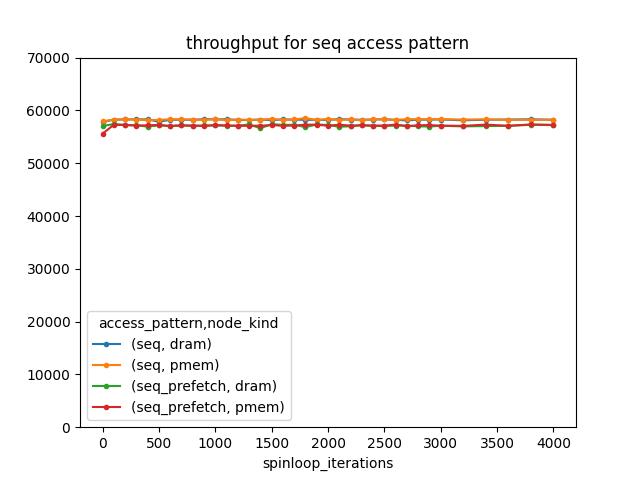 throughput for seq access pattern
70000
60000
50000
40000
30000
20000
10000
0
access_pattern,node_kind
(seq, dram)
(seq, pmem)
(seq_prefetch, dram)
(seq_prefetch, pmem)
0 500 1000 1500 2000 2500 3000 3500 4000
spinloop_iterations